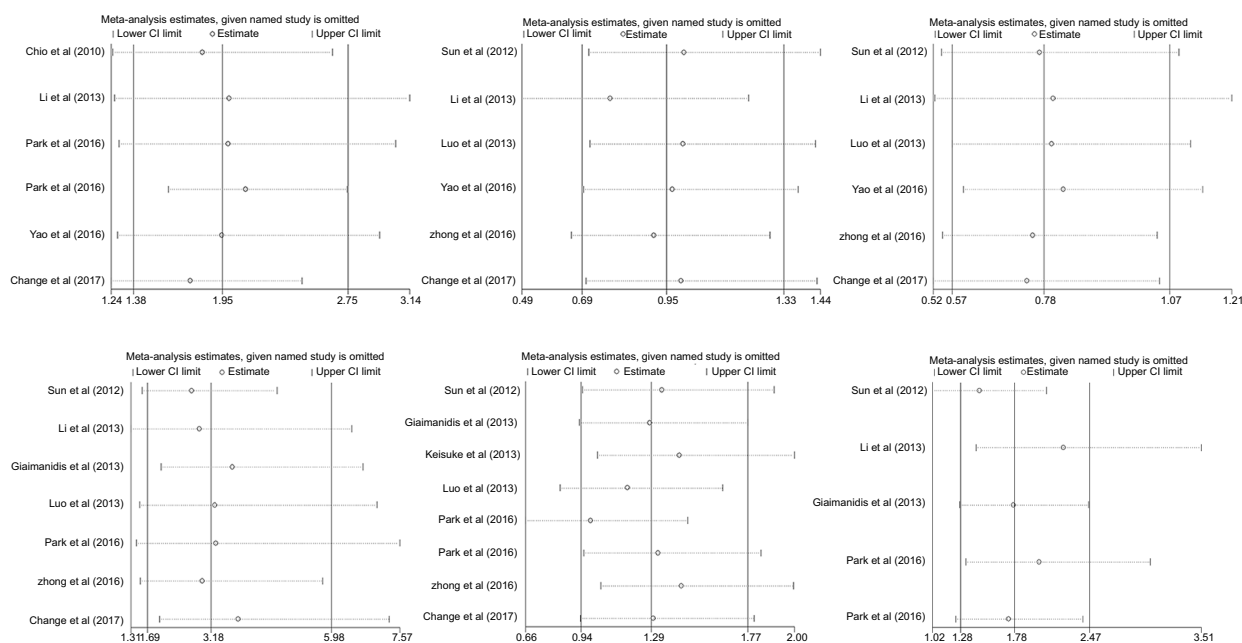 Meta-analysis estimates, given named study is omitted
Lower CI limit Estimate Upper CI limit
Chio et al (2010)
Li et al (2013)
Park et al (2016)
Park et al (2016)
Yao et al (2016)
Change et al (2017)
1.24 1.38 1.95 2.75 3.14
Meta-analysis estimates, given named study is omitted
Lower CI limit Estimate Upper CI limit
Sun et al (2012)
Li et al (2013)
Luo et al (2013)
Yao et al (2016)
zhong et al (2016)
Change et al (2017)
0.49 0.69 0.95 1.33 1.44
Meta-analysis estimates, given named study is omitted
Lower CI limit Estimate Upper CI limit
Sun et al (2012)
Li et al (2013)
Luo et al (2013)
Yao et al (2016)
zhong et al (2016)
Change et al (2017)
0.52 0.57 0.78 1.07 1.21
Meta-analysis estimates, given named study is omitted
Lower CI limit Estimate Upper CI limit
Sun et al (2012)
Li et al (2013)
Giaimanidis et al (2013)
Luo et al (2013)
Park et al (2016)
zhong et al (2016)
Change et al (2017)
1.31 1.69 3.18 5.98 7.57
Meta-analysis estimates, given named study is omitted
Lower CI limit Estimate Upper CI limit
Sun et al (2012)
Giaimanidis et al (2013)
Keisuke et al (2013)
Luo et al (2013)
Park et al (2016)
Park et al (2016)
zhong et al (2016)
Change et al (2017)
0.66 0.94 1.29 1.77 2.00
Meta-analysis estimates, given named study is omitted
Lower CI limit Estimate Upper CI limit
Sun et al (2012)
Li et al (2013)
Giaimanidis et al (2013)
Park et al (2016)
Park et al (2016)
1.02 1.28 1.78 2.47 3.51